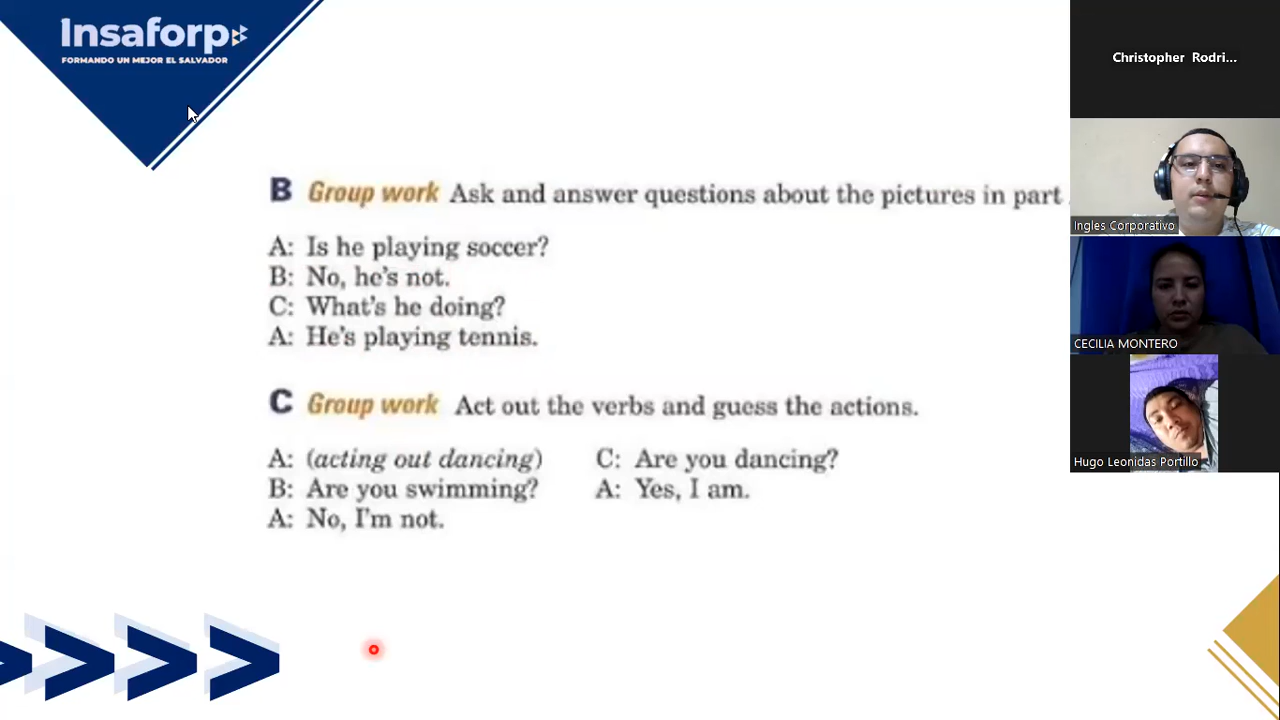 Insaforp
FORMANDO UN MEJOR EL SALVADOR
B Group work Ask and answer questions about the pictures in part
A: Is he playing soccer?
B: No, he's not.
C: What's he doing?
A: He's playing tennis.
C Group work Act out the verbs and guess the actions.
A: (acting out dancing)
B: Are you swimming?
A: No, I'm not.
C: Are you dancing?
A: Yes, I am.
Christopher Rodri...
Ingles Corporativo
CECILIA MONTERO
Hugo Leonidas Portillo